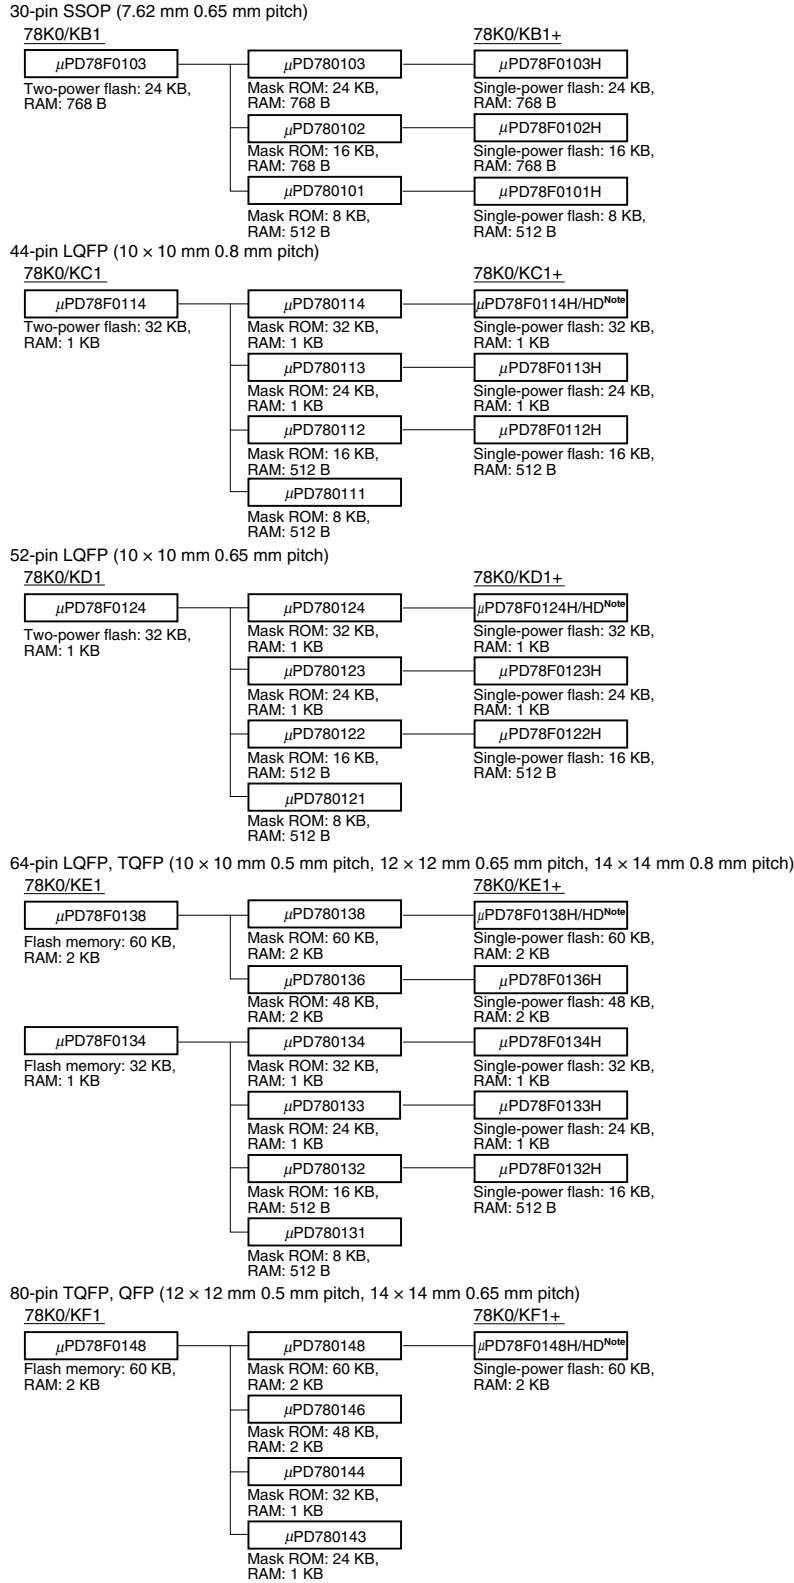 30-pin SSOP (7.62 mm 0.65 mm pitch)
78K0/KB1
78K0/KB1+
μPD78F0103
μPD780103
μPD78F0103H
Two-power flash: 24 KB,
RAM: 768 B
Mask ROM: 24 KB,
RAM: 768 B
Single-power flash: 24 KB,
RAM: 768 B
μPD780102
μPD78F0102H
Mask ROM: 16 KB,
RAM: 768 B
Single-power flash: 16 KB,
RAM: 768 B
μPD780101
μPD78F0101H
Mask ROM: 8 KB,
RAM: 512 B
Single-power flash: 8 KB,
RAM: 512 B
44-pin LQFP (10 × 10 mm 0.8 mm pitch)
78K0/KC1
78K0/KC1+
μPD78F0114
μPD780114
μPD78F0114H/HDNote
Two-power flash: 32 KB,
RAM: 1 KB
Mask ROM: 32 KB,
RAM: 1 KB
Single-power flash: 32 KB,
RAM: 1 KB
μPD780113
μPD78F0113H
Mask ROM: 24 KB,
RAM: 1 KB
Single-power flash: 24 KB,
RAM: 1 KB
μPD780112
μPD78F0112H
Mask ROM: 16 KB,
RAM: 512 B
Single-power flash: 16 KB,
RAM: 512 B
μPD780111
Mask ROM: 8 KB,
RAM: 512 B
52-pin LQFP (10 × 10 mm 0.65 mm pitch)
78K0/KD1
78K0/KD1+
μPD78F0124
μPD780124
μPD78F0124H/HDNote
Two-power flash: 32 KB,
RAM: 1 KB
Mask ROM: 32 KB,
RAM: 1 KB
Single-power flash: 32 KB,
RAM: 1 KB
μPD780123
μPD78F0123H
Mask ROM: 24 KB,
RAM: 1 KB
Single-power flash: 24 KB,
RAM: 1 KB
μPD780122
μPD78F0122H
Mask ROM: 16 KB,
RAM: 512 B
Single-power flash: 16 KB,
RAM: 512 B
μPD780121
Mask ROM: 8 KB,
RAM: 512 B
64-pin LQFP, TQFP (10 × 10 mm 0.5 mm pitch, 12 × 12 mm 0.65 mm pitch, 14 × 14 mm 0.8 mm pitch)
78K0/KE1
78K0/KE1+
μPD78F0138
μPD780138
μPD78F0138H/HDNote
Flash memory: 60 KB,
RAM: 2 KB
Mask ROM: 60 KB,
RAM: 2 KB
Single-power flash: 60 KB,
RAM: 2 KB
μPD780136
μPD78F0136H
Mask ROM: 48 KB,
RAM: 2 KB
Single-power flash: 48 KB,
RAM: 2 KB
μPD78F0134
μPD780134
μPD78F0134H
Flash memory: 32 KB,
RAM: 1 KB
Mask ROM: 32 KB,
RAM: 1 KB
Single-power flash: 32 KB,
RAM: 1 KB
μPD780133
μPD78F0133H
Mask ROM: 24 KB,
RAM: 1 KB
Single-power flash: 24 KB,
RAM: 1 KB
μPD780132
μPD78F0132H
Mask ROM: 16 KB,
RAM: 512 B
Single-power flash: 16 KB,
RAM: 512 B
μPD780131
Mask ROM: 8 KB,
RAM: 512 B
80-pin TQFP, QFP (12 × 12 mm 0.5 mm pitch, 14 × 14 mm 0.65 mm pitch)
78K0/KF1
78K0/KF1+
μPD78F0148
μPD780148
μPD78F0148H/HDNote
Flash memory: 60 KB,
RAM: 2 KB
Mask ROM: 60 KB,
RAM: 2 KB
Single-power flash: 60 KB,
RAM: 2 KB
μPD780146
Mask ROM: 48 KB,
RAM: 2 KB
μPD780144
Mask ROM: 32 KB,
RAM: 1 KB
μPD780143
Mask ROM: 24 KB,
RAM: 1 KB